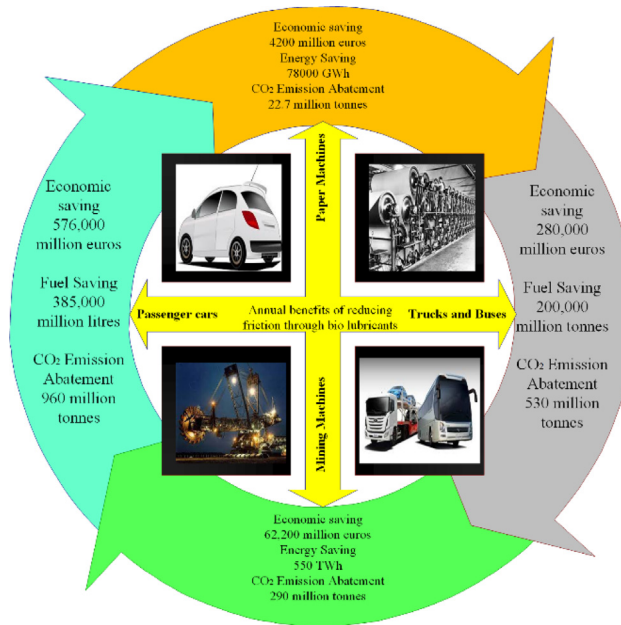 Economic saving
4200 million euros
Energy Saving
78000 GWh
CO₂ Emission Abatement
22.7 million tonnes
Economic
saving
576,000
million euros
Fuel Saving
385,000
million litres
CO₂ Emission
Abatement
960 million
tonnes
Paper Machines
Passenger cars
Annual benefits of reducing
friction through bio lubricants
Trucks and Buses
Mining Machines
Economic
saving
280,000
million euros
Fuel Saving
200,000
million tonnes
CO₂ Emission
Abatement
530 million
tonnes
Economic saving
62,200 million euros
Energy Saving
550 TWh
CO₂ Emission Abatement
290 million tonnes